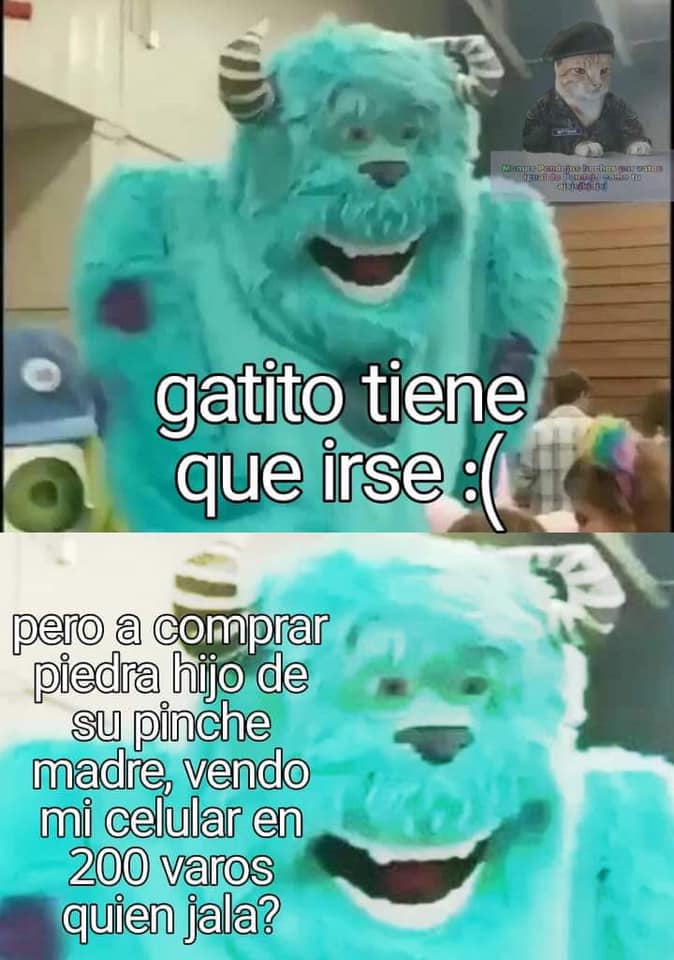 gatito tiene
que irse :(
pero a comprar
piedra hijo de
su pinche
madre, vendo
mi celular en
200 varos
quien jala?